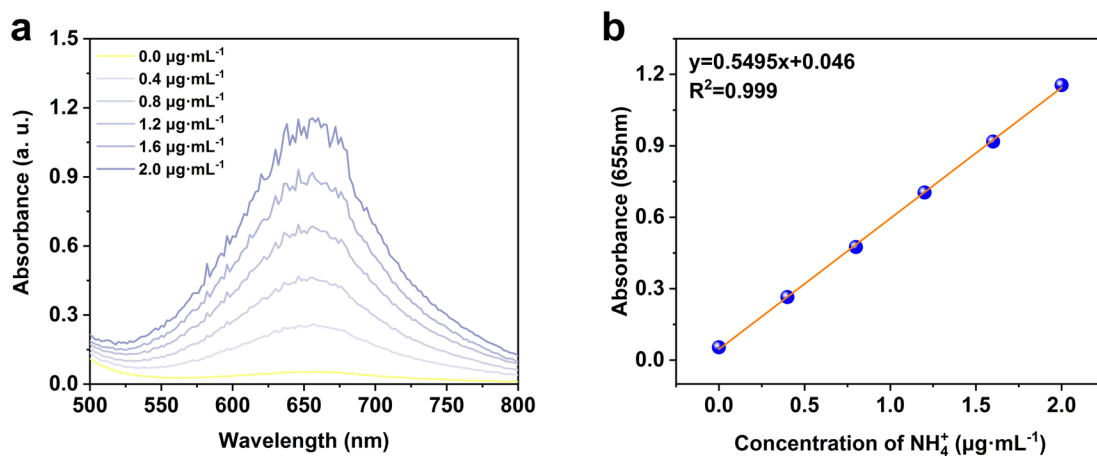 a
1.5
1.2
0.9
0.6
0.3
0.0
Absorbance (a. u.)
0.0 µg·mL⁻¹
0.4 µg·mL⁻¹
0.8 µg·mL⁻¹
1.2 µg·mL⁻¹
1.6 µg·mL⁻¹
2.0 µg·mL⁻¹
500 550 600 650 700 750 800
Wavelength (nm)
b
y=0.5495x+0.046
R²=0.999
1.2
0.9
0.6
0.3
0.0
Absorbance (655nm)
0.0 0.5 1.0 1.5 2.0
Concentration of NH₄⁺ (µg·mL⁻¹)